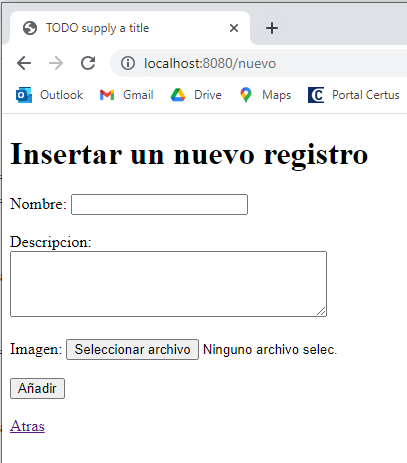 TODO supply a title
localhost:8080/nuevo
Outlook Gmail Drive Maps Portal Certus
Insertar un nuevo registro
Nombre:
Descripcion:
Imagen: Seleccionar archivo Ninguno archivo selec.
Añadir
Atras